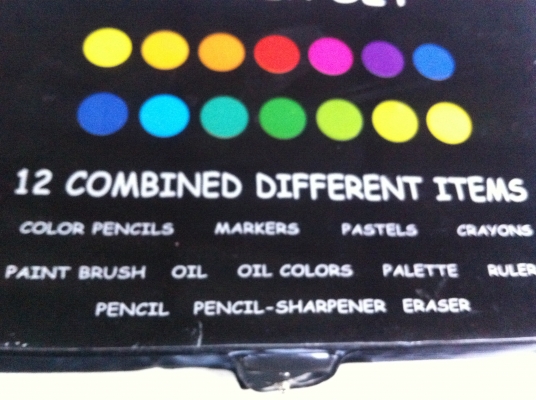 12 COMBINED DIFFERENT ITEMS
COLOR PENCILS MARKERS PASTELS CRAYONS
PAINT BRUSH OIL OIL COLORS PALETTE RULER
PENCIL PENCIL-SHARPENER ERASER